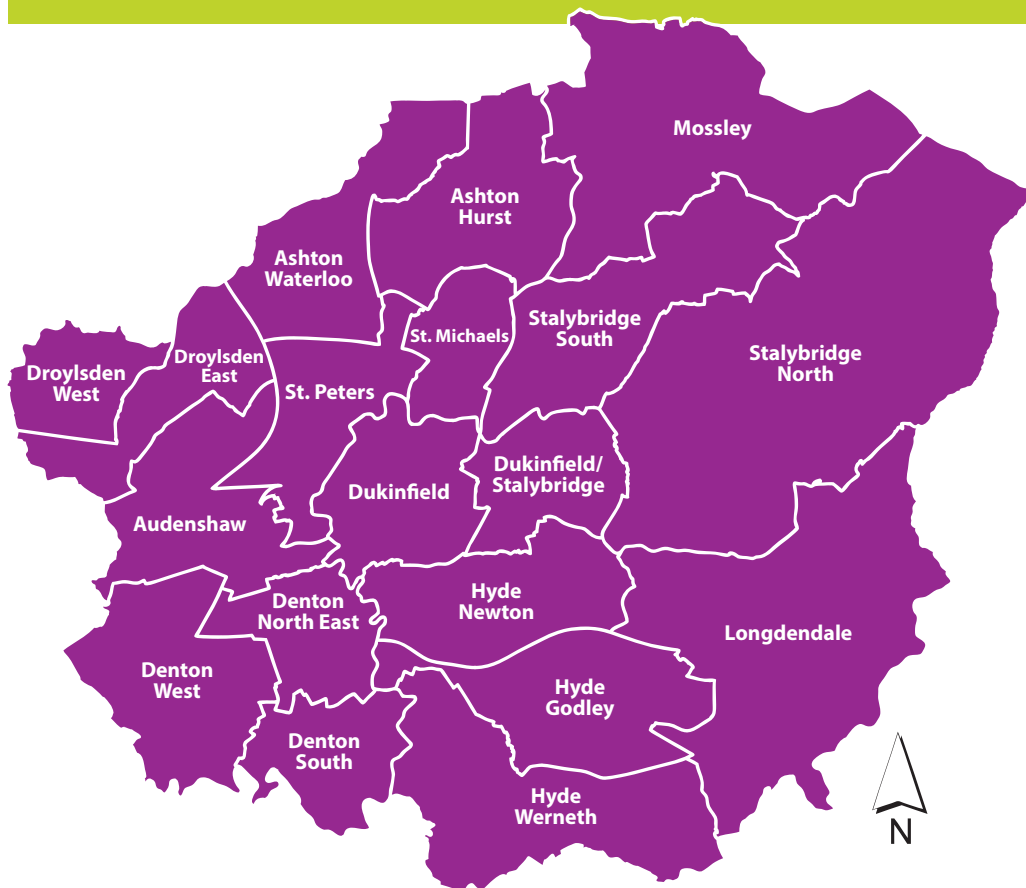 Mossley
Ashton
Hurst
Ashton
Waterloo
St. Michaels
Stalybridge
South
Droylsden
East
Droylsden
West
Stalybridge
North
St. Peters
Dukinfield
Dukinfield/
Stalybridge
Audenshaw
Denton
North East
Hyde
Newton
Longdendale
Denton
West
Hyde
Godley
Denton
South
Hyde
Werneth
N